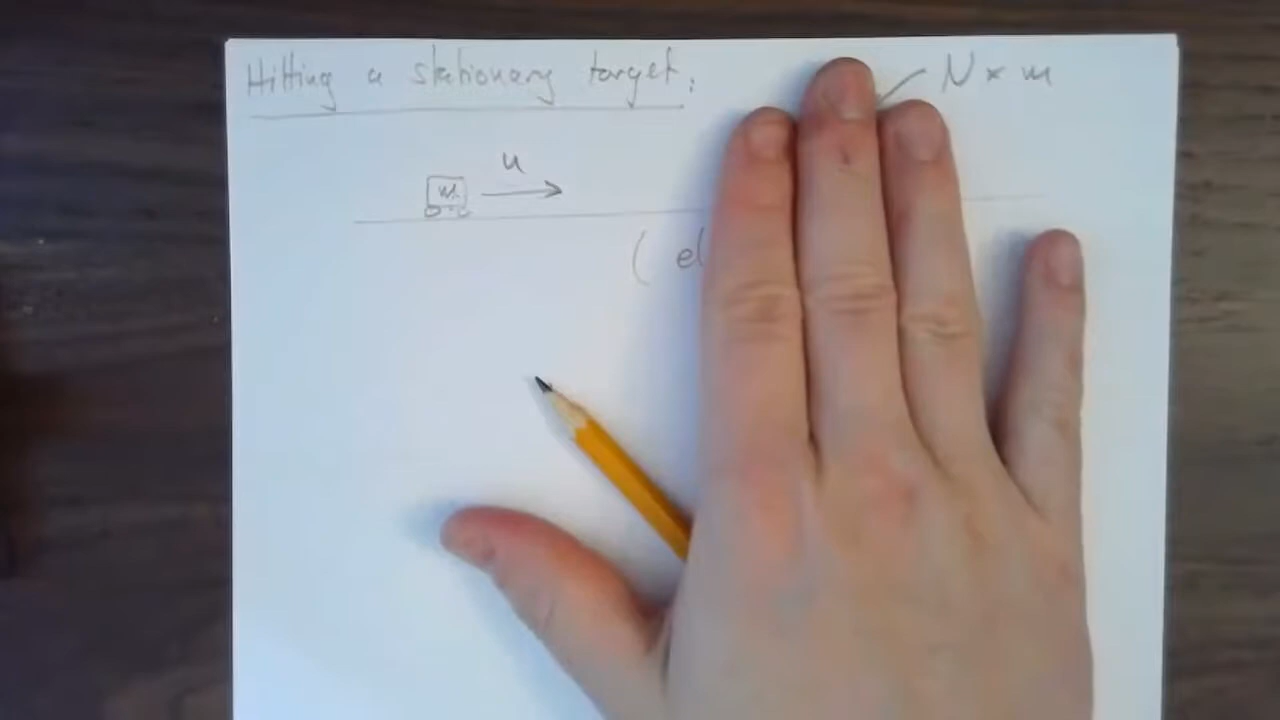 Hitting a stationary target:
N × m
u
m
( el